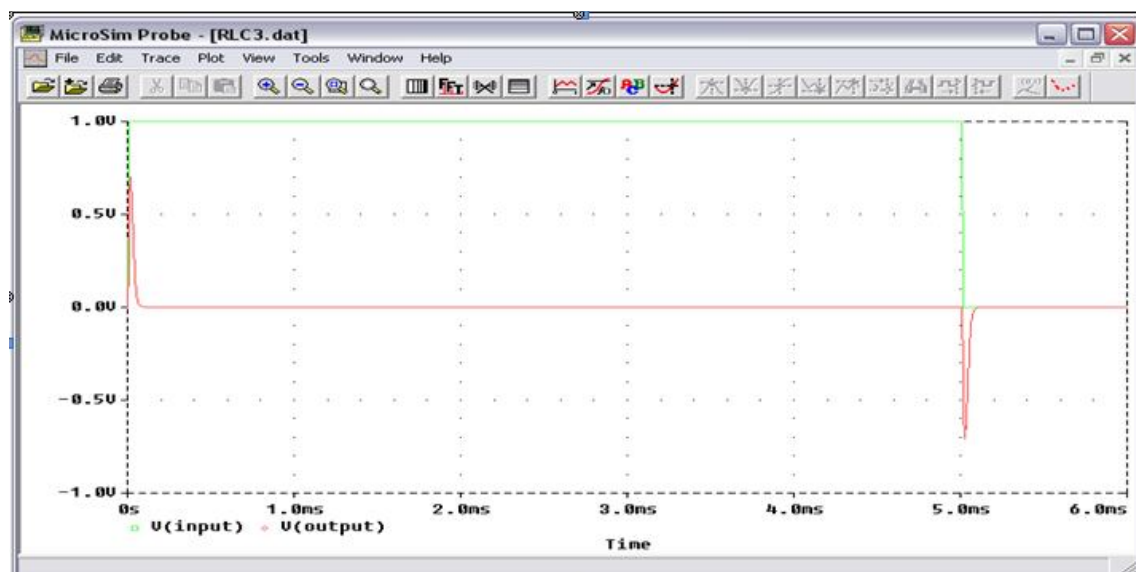 MicroSim Probe - [RLC3.dat]
File Edit Trace Plot View Tools Window Help
FFT
1.0V
0.5V
0.0V
-0.5V
-1.0V
0s 1.0ms 2.0ms 3.0ms 4.0ms 5.0ms 6.0ms
V(input) V(output)
Time